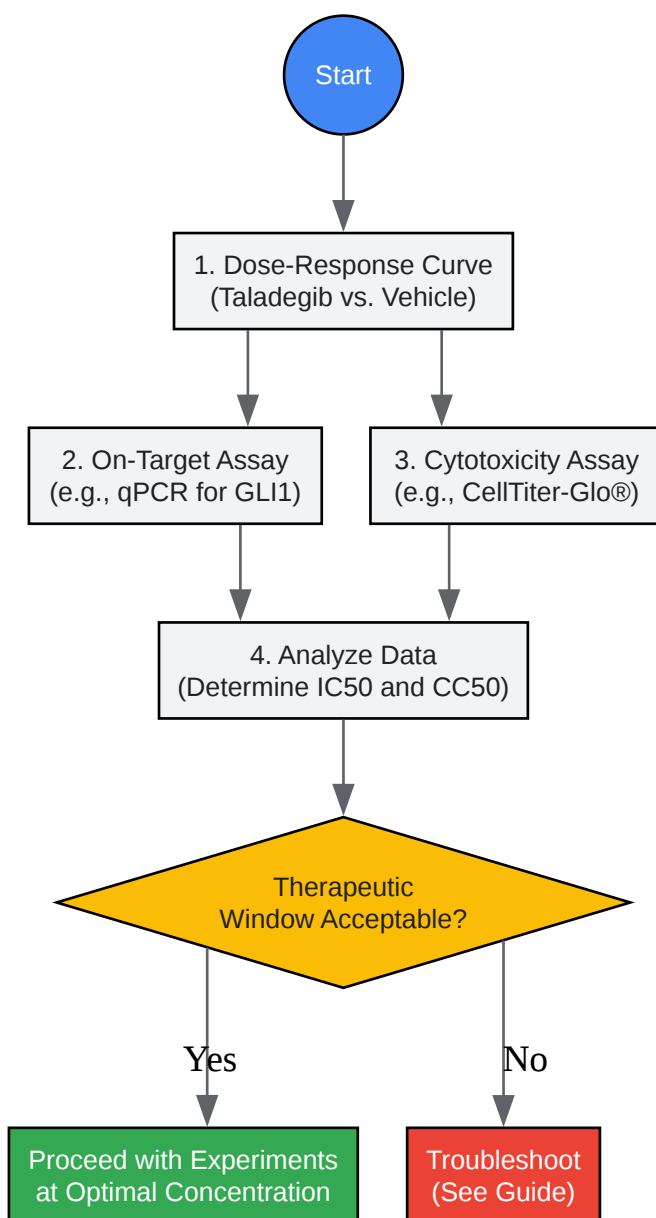 Start
1. Dose-Response Curve
(Taladegib vs. Vehicle)
2. On-Target Assay
(e.g., qPCR for GLI1)
3. Cytotoxicity Assay
(e.g., CellTiter-Glo®)
4. Analyze Data
(Determine IC50 and CC50)
Therapeutic
Window Acceptable?
Yes
No
Proceed with Experiments
at Optimal Concentration
Troubleshoot
(See Guide)